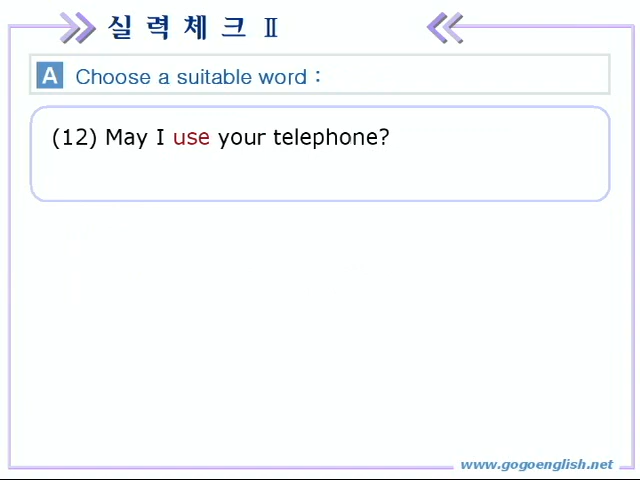 실 력 체 크 Ⅱ
A Choose a suitable word :
(12) May I use your telephone?
www.gogoenglish.net